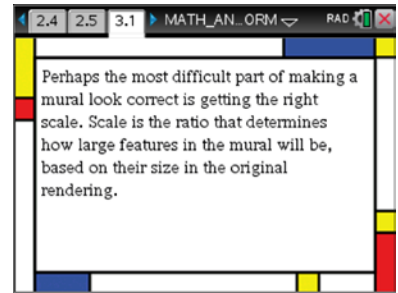 2.4 2.5 3.1 MATH_AN…ORM RAD
Perhaps the most difficult part of making a
mural look correct is getting the right
scale. Scale is the ratio that determines
how large features in the mural will be,
based on their size in the original
rendering.